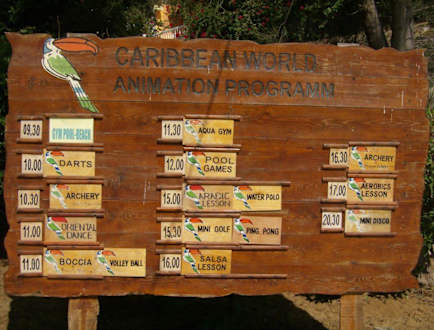 CARIBBEAN WORLD
ANIMATION PROGRAMM
09.30 GYM POOL-BEACH
10.00 DARTS
10.30 ARCHERY
11.00 ORIENTAL DANCE
11.00 BOCCIA VOLLEY BALL
11.30 AQUA GYM
12.00 POOL GAMES
15.00 LESSON WATER POLO
15.30 MINI GOLF PING. PONG
16.00 SALSA LESSON
16.30 ARCHERY
17.00 AEROBICS LESSON
20.30 MINI DISCO